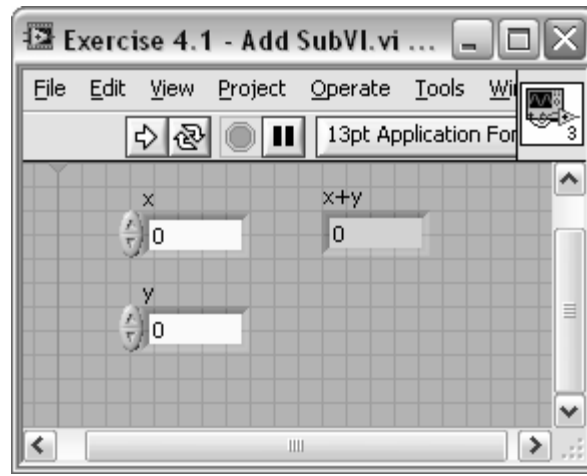 Exercise 4.1 - Add SubVI.vi ...
File Edit View Project Operate Tools Wi
13pt Application For
3
x x+y
0 0
y
0